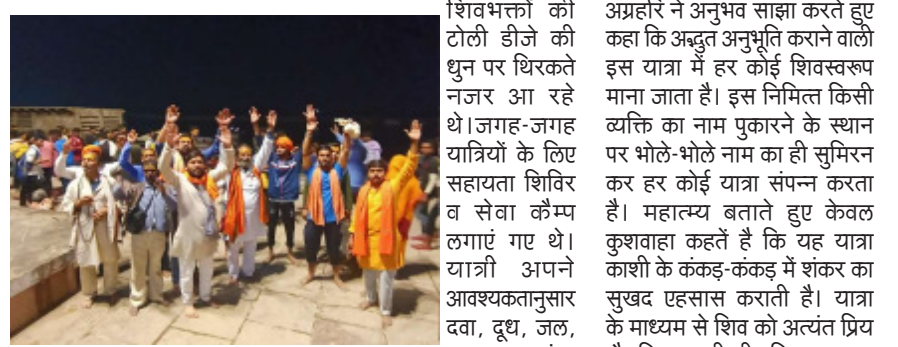 शिवभक्तों की
टोली डीजे की
धुन पर थिरकते
नजर आ रहे
थे।जगह-जगह
यात्रियों के लिए
सहायता शिविर
व सेवा कैम्प
लगाएं गए थे।
यात्री अपने
आवश्यकतानुसार
दवा, दूध, जल,
अग्रहरि ने अनुभव साझा करते हुए
कहा कि अद्भुत अनुभूति कराने वाली
इस यात्रा में हर कोई शिवस्वरूप
माना जाता है। इस निमित्त किसी
व्यक्ति का नाम पुकारने के स्थान
पर भोले-भोले नाम का ही सुमिरन
कर हर कोई यात्रा संपन्न करता
है। महात्म्य बताते हुए केवल
कुशवाहा कहतें है कि यह यात्रा
काशी के कंकड़-कंकड़ में शंकर का
सुखद एहसास कराती है। यात्रा
के माध्यम से शिव को अत्यंत प्रिय